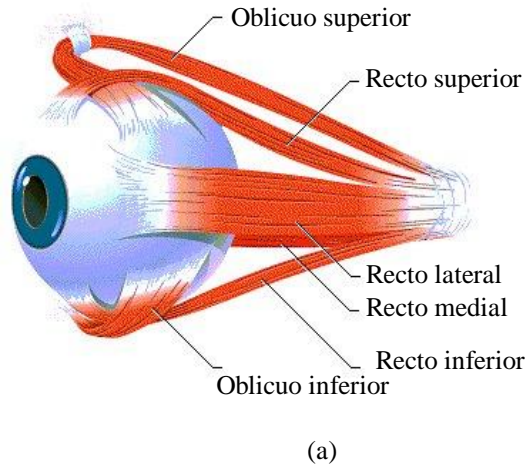 Oblicuo superior
Recto superior
Recto lateral
Recto medial
Recto inferior
Oblicuo inferior
(a)